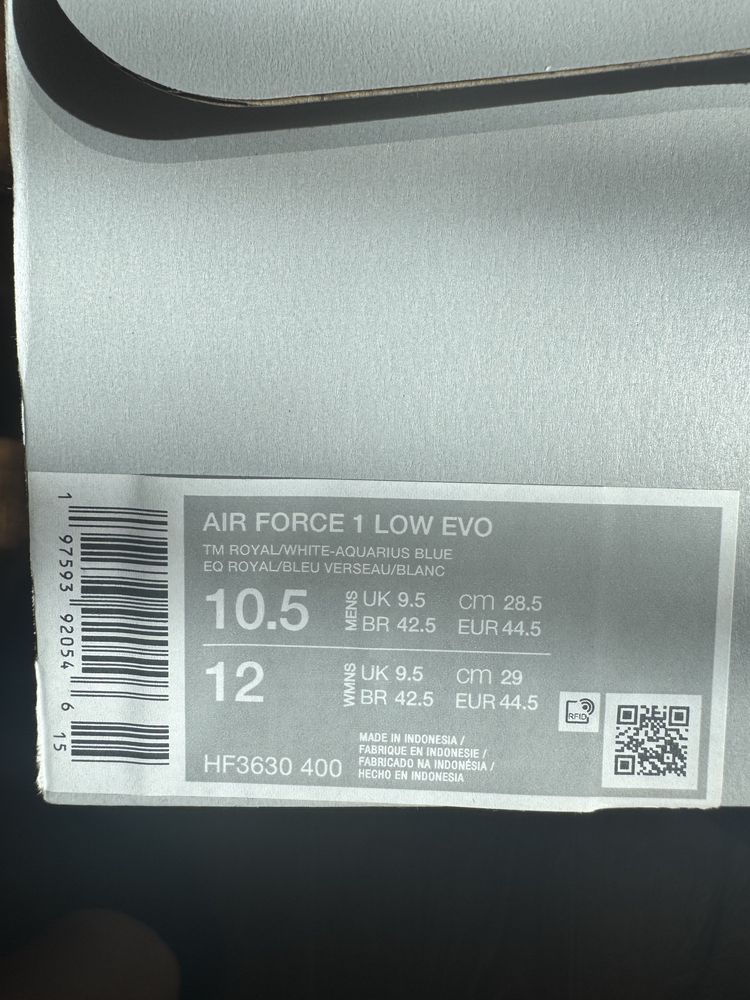 1 97593 92054 6 15
AIR FORCE 1 LOW EVO
TM ROYAL/WHITE-AQUARIUS BLUE
EQ ROYAL/BLEU VERSEAU/BLANC
10.5 MENS UK 9.5 cm 28.5
BR 42.5 EUR 44.5
12 WMNS UK 9.5 cm 29
BR 42.5 EUR 44.5
RFID
HF3630 400
MADE IN INDONESIA /
FABRIQUE EN INDONESIE /
FABRICADO NA INDONÉSIA /
HECHO EN INDONESIA